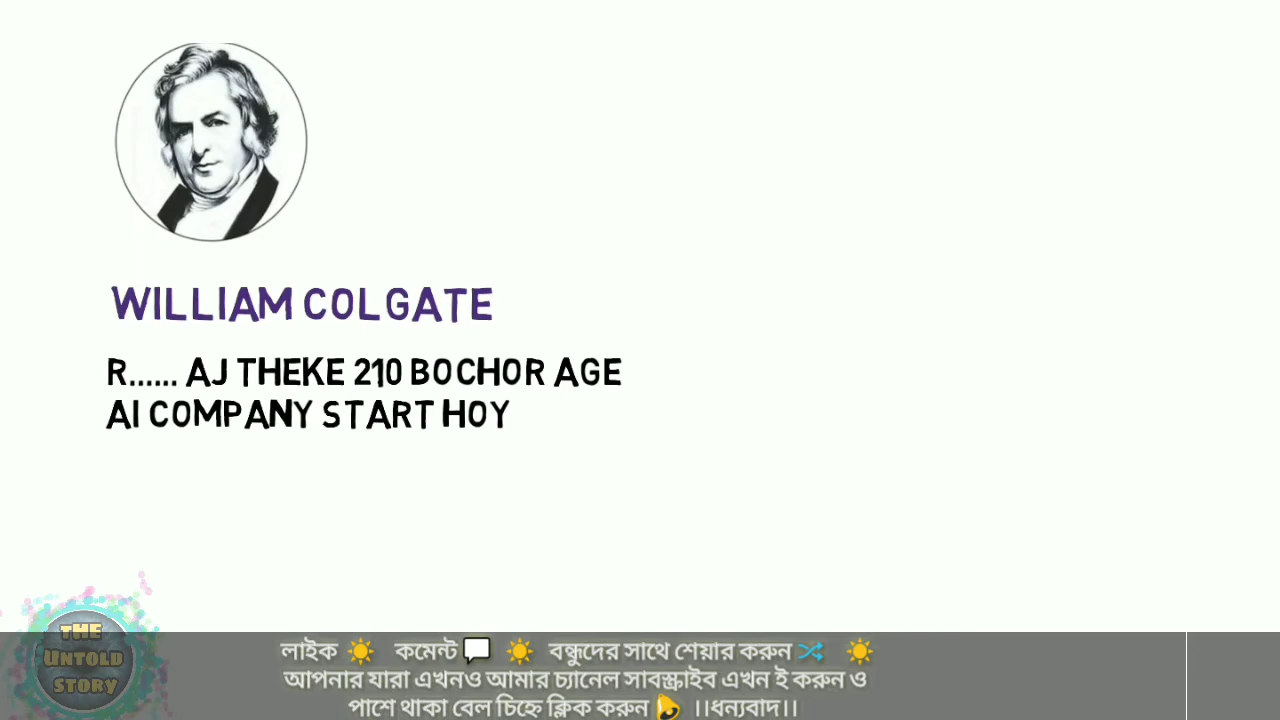 WILLIAM COLGATE
R...... AJ THEKE 210 BOCHOR AGE
AI COMPANY START HOY
THE
UNTOLD
STORY
লাইক ☀️ কমেন্ট 💬 ☀️ বন্ধুদের সাথে শেয়ার করুন 🔀 ☀️
আপনার যারা এখনও আমার চ্যানেল সাবস্ক্রাইব এখন ই করুন ও
পাশে থাকা বেল চিহ্নে ক্লিক করুন 🔔 ।।ধন্যবাদ।।